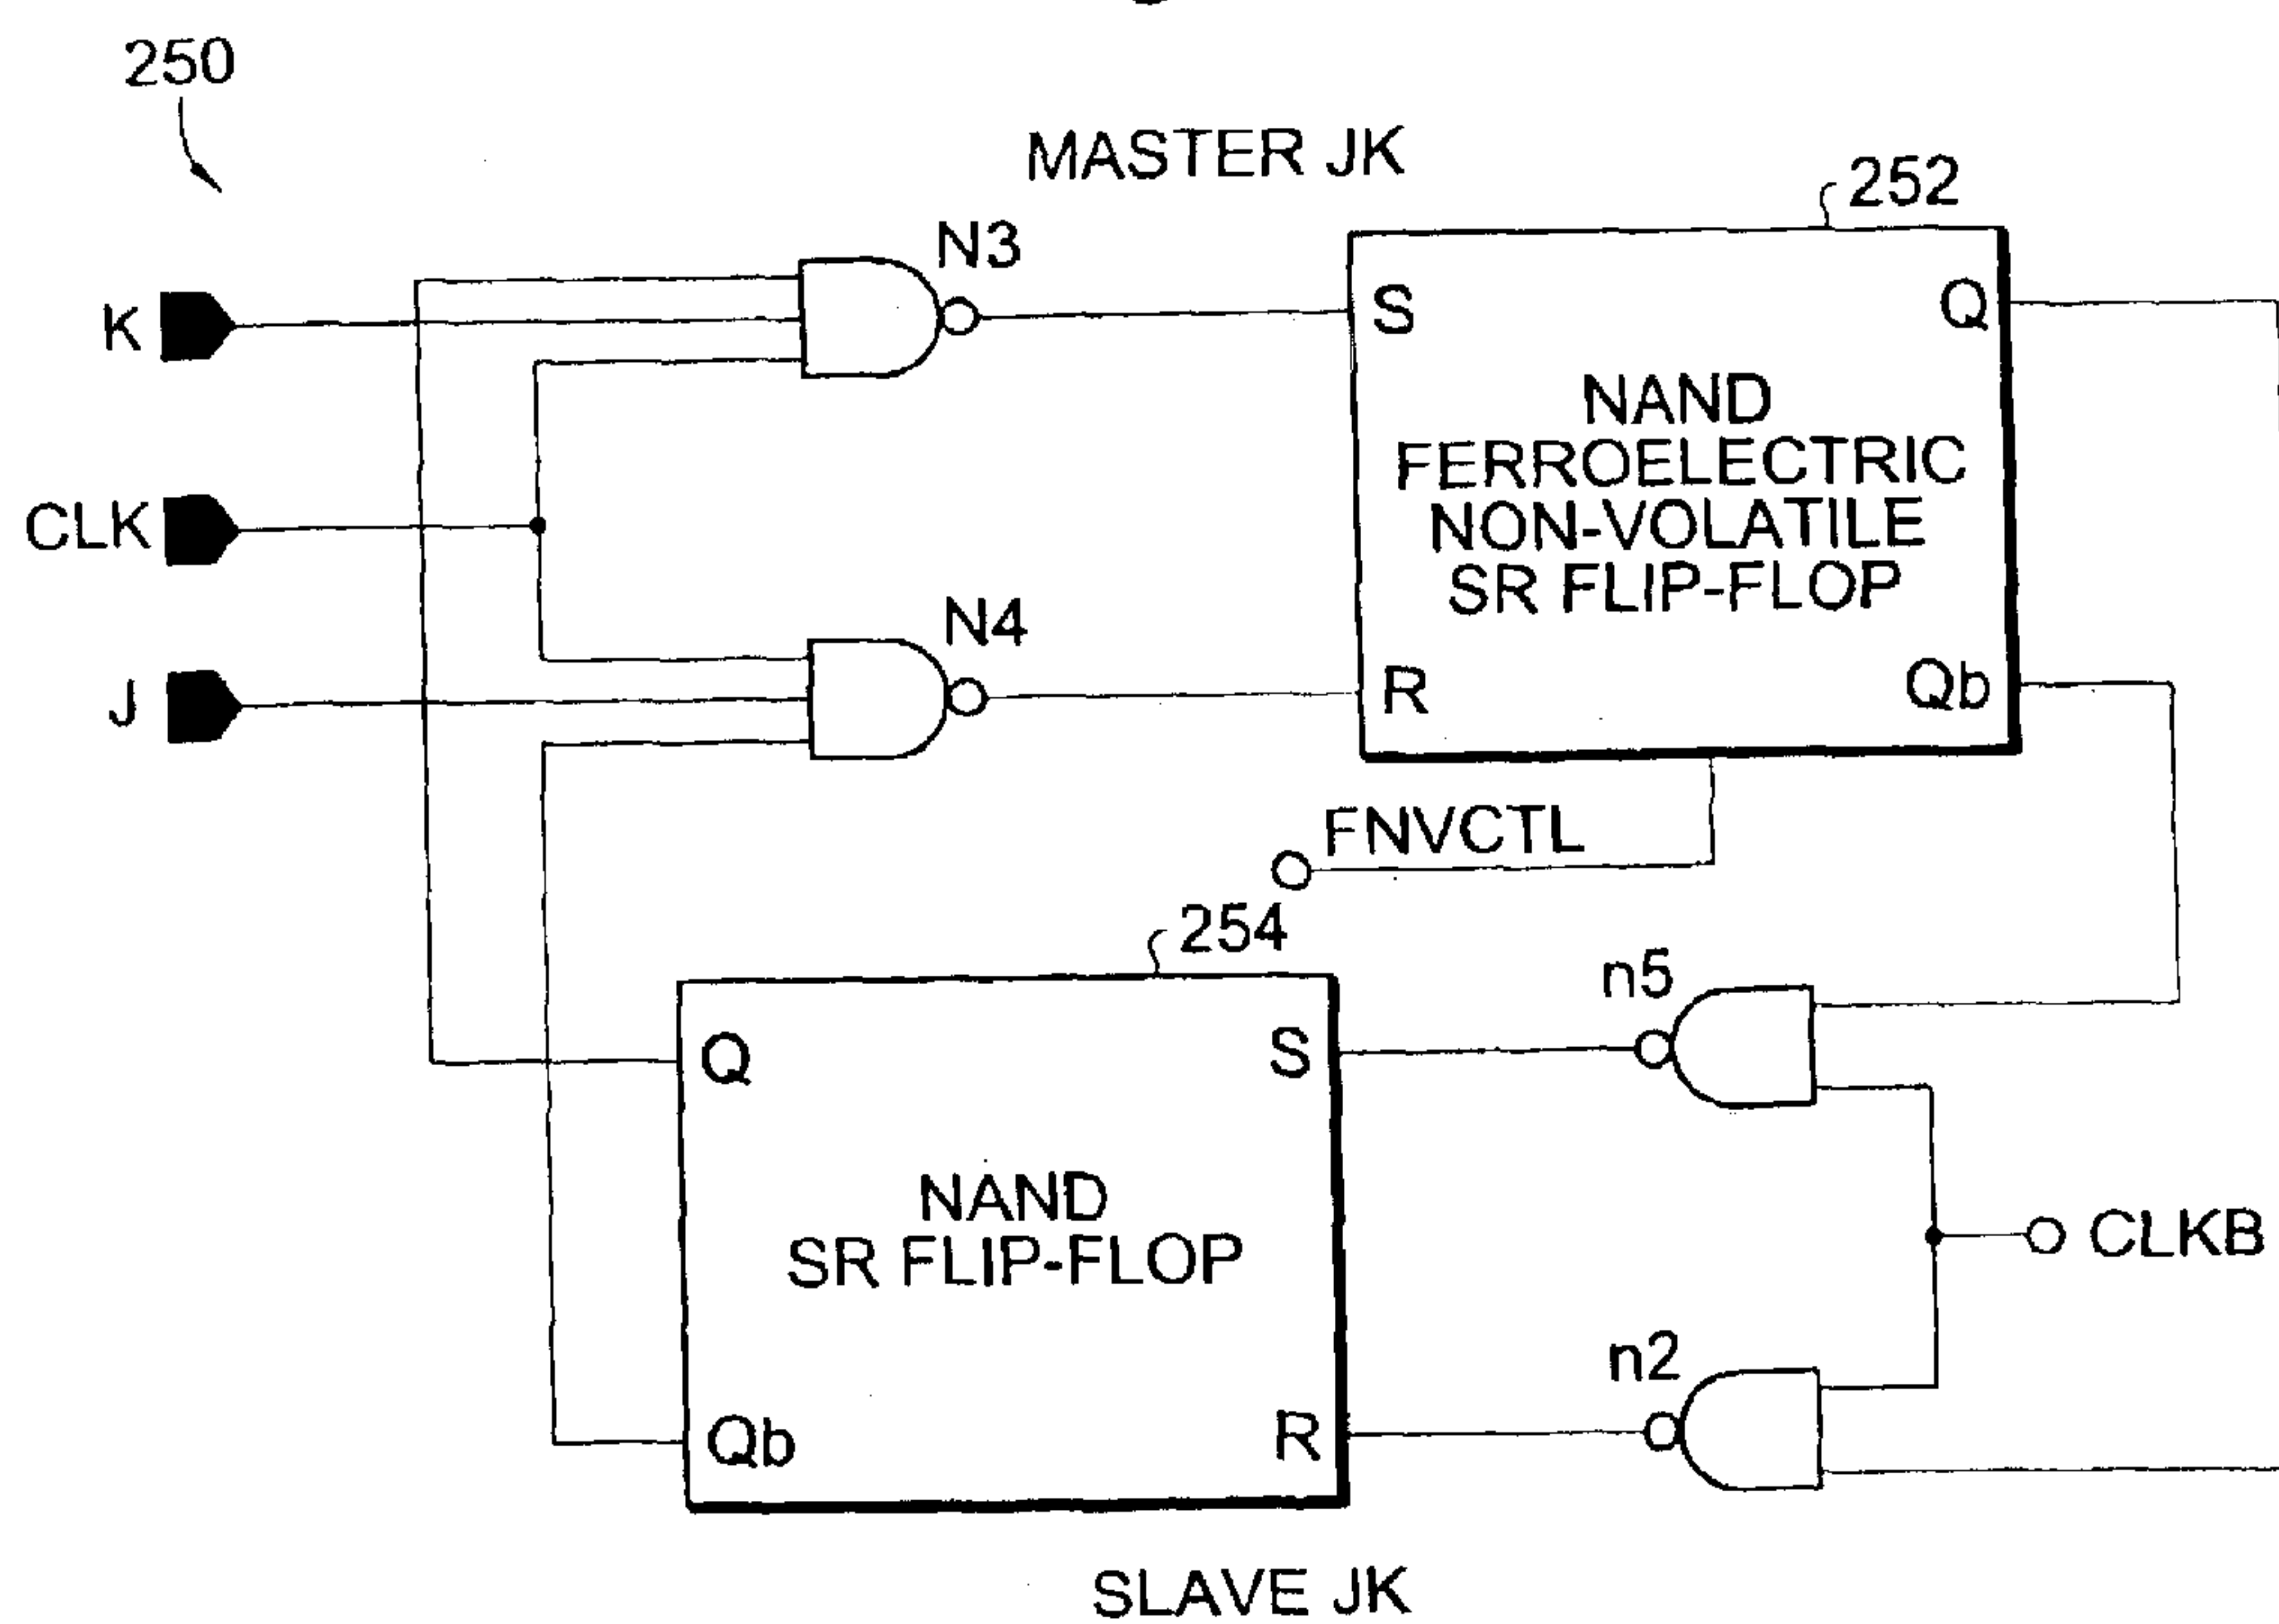 250
MASTER JK
252
N3
K
S
Q
NAND
FERROELECTRIC
NON-VOLATILE
SR FLIP-FLOP
CLK
N4
J
R
Qb
FNVCTL
254
n5
Q
S
NAND
SR FLIP-FLOP
CLKB
n2
Qb
R
SLAVE JK